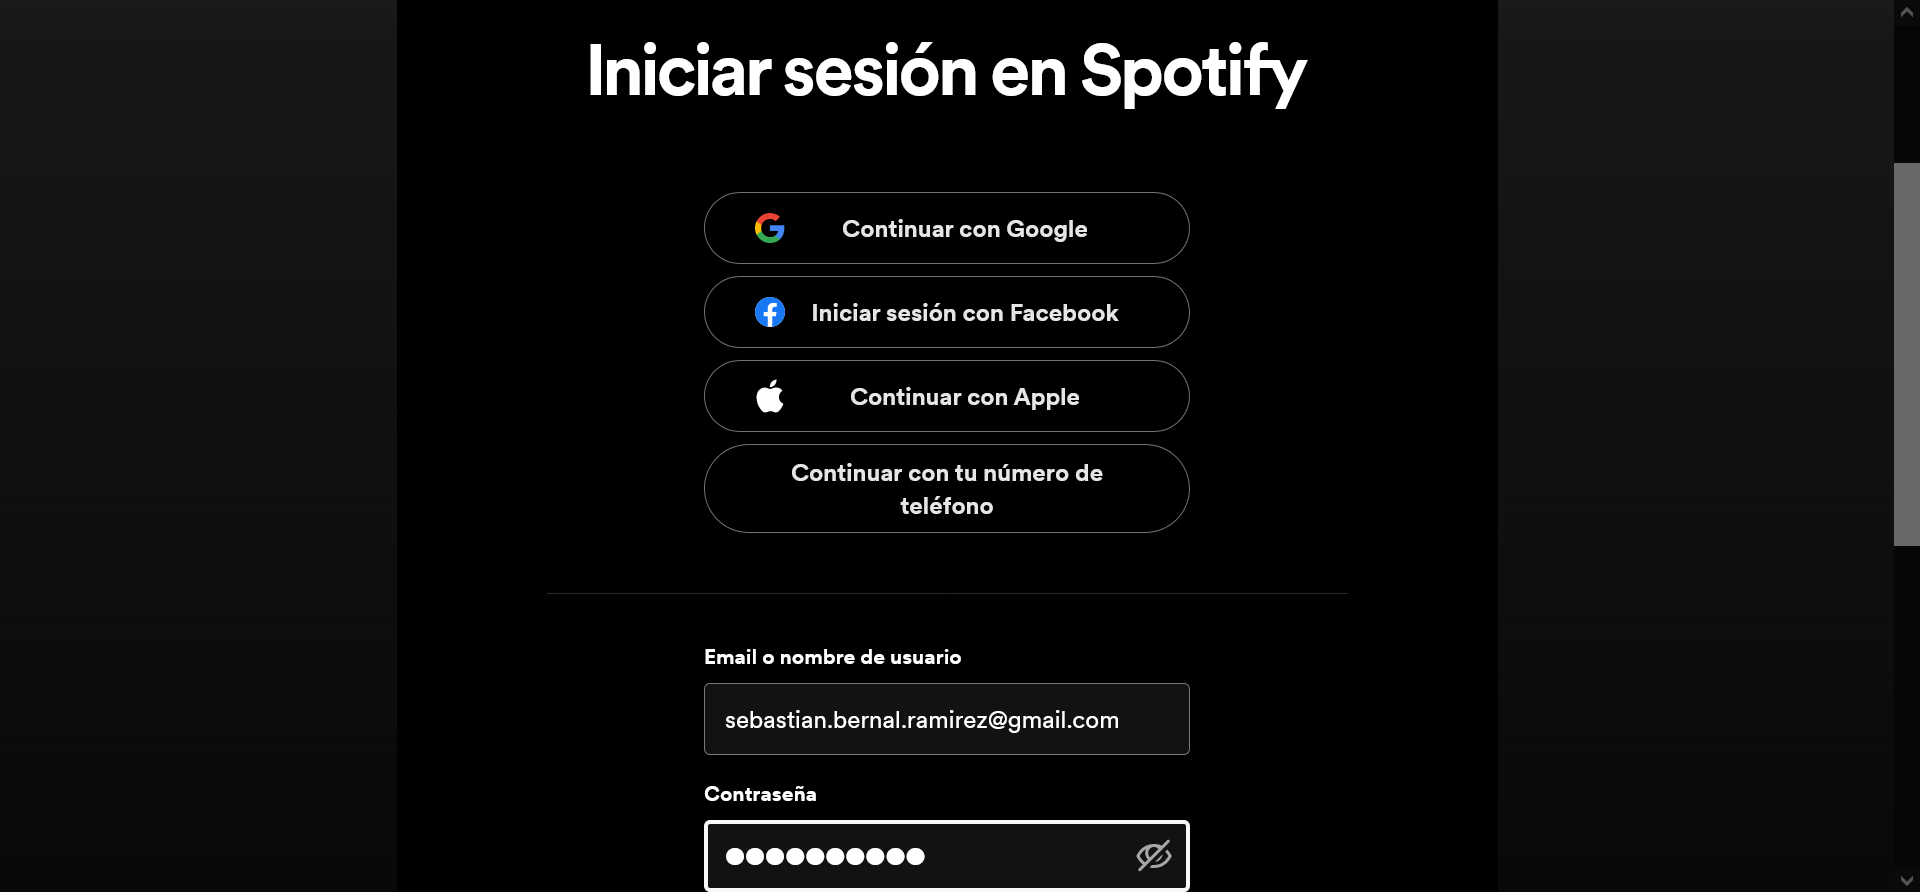 Iniciar sesión en Spotify
Continuar con Google
Iniciar sesión con Facebook
Continuar con Apple
Continuar con tu número de
teléfono
Email o nombre de usuario
sebastian.bernal.ramirez@gmail.com
Contraseña